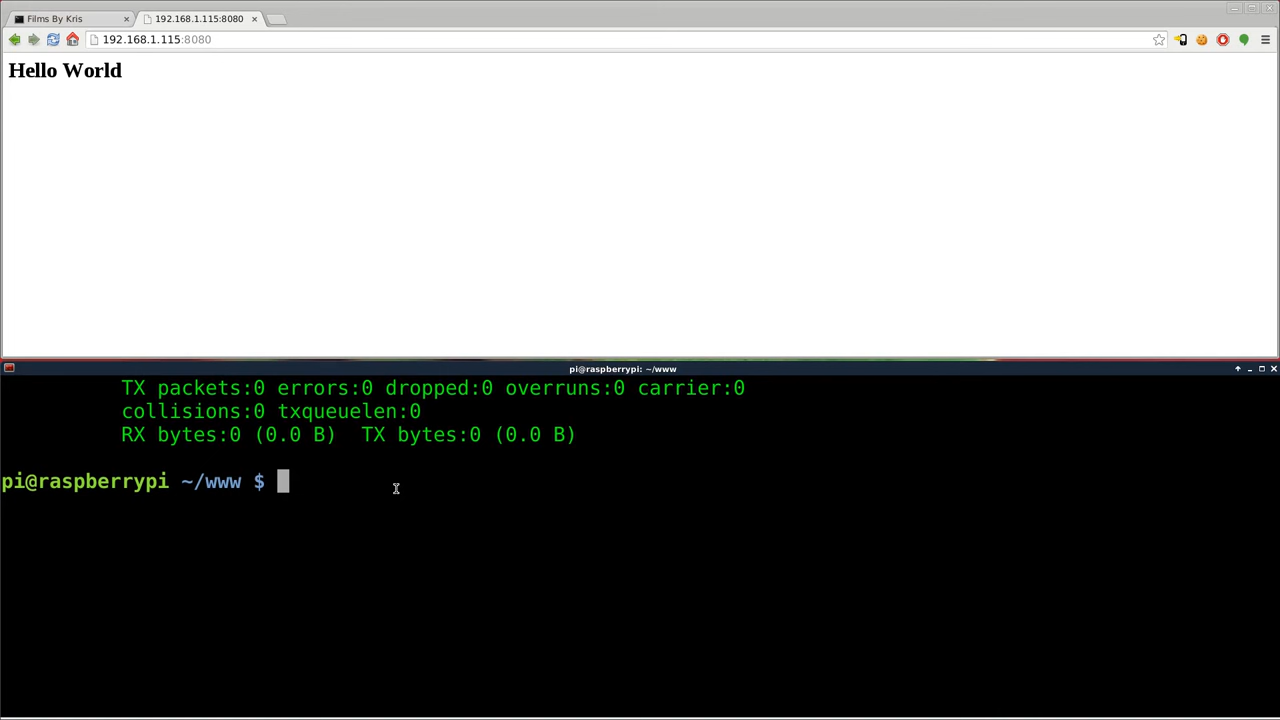 Films By Kris
192.168.1.115:8080
192.168.1.115:8080
Hello World
pi@raspberrypi: ~/www
TX packets:0 errors:0 dropped:0 overruns:0 carrier:0
collisions:0 txqueuelen:0
RX bytes:0 (0.0 B)  TX bytes:0 (0.0 B)
pi@raspberrypi ~/www $